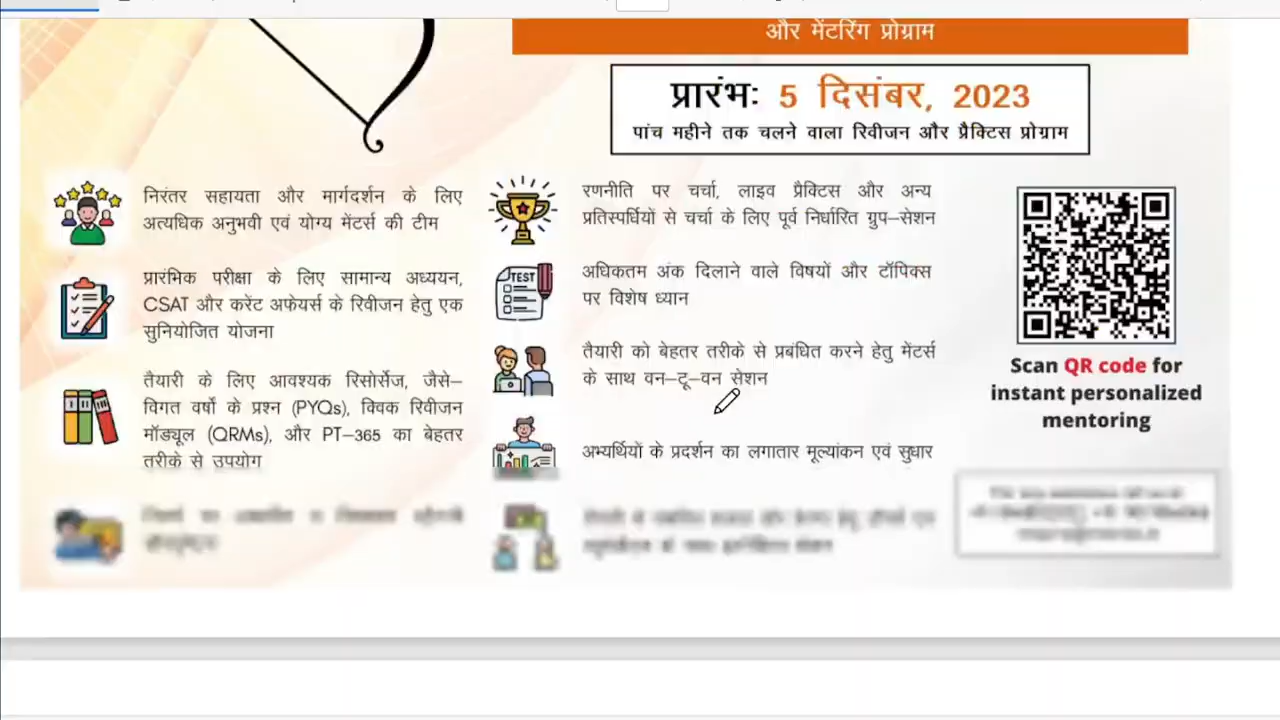 और मेंटरिंग प्रोग्राम
प्रारंभः 5 दिसंबर, 2023
पांच महीने तक चलने वाला रिवीजन और प्रैक्टिस प्रोग्राम
निरंतर सहायता और मार्गदर्शन के लिए
अत्यधिक अनुभवी एवं योग्य मेंटर्स की टीम
प्रारंभिक परीक्षा के लिए सामान्य अध्ययन,
CSAT और करेंट अफेयर्स के रिवीजन हेतु एक
सुनियोजित योजना
तैयारी के लिए आवश्यक रिसोर्सेज, जैसे–
विगत वर्षों के प्रश्न (PYQs), क्विक रिवीजन
मॉड्यूल (QRMs), और PT–365 का बेहतर
तरीके से उपयोग
रणनीति पर चर्चा, लाइव प्रैक्टिस और अन्य
प्रतिस्पर्धियों से चर्चा के लिए पूर्व निर्धारित ग्रुप–सेशन
TEST
अधिकतम अंक दिलाने वाले विषयों और टॉपिक्स
पर विशेष ध्यान
तैयारी को बेहतर तरीके से प्रबंधित करने हेतु मेंटर्स
के साथ वन–टू–वन सेशन
अभ्यर्थियों के प्रदर्शन का लगातार मूल्यांकन एवं सुधार
Scan QR code for
instant personalized
mentoring